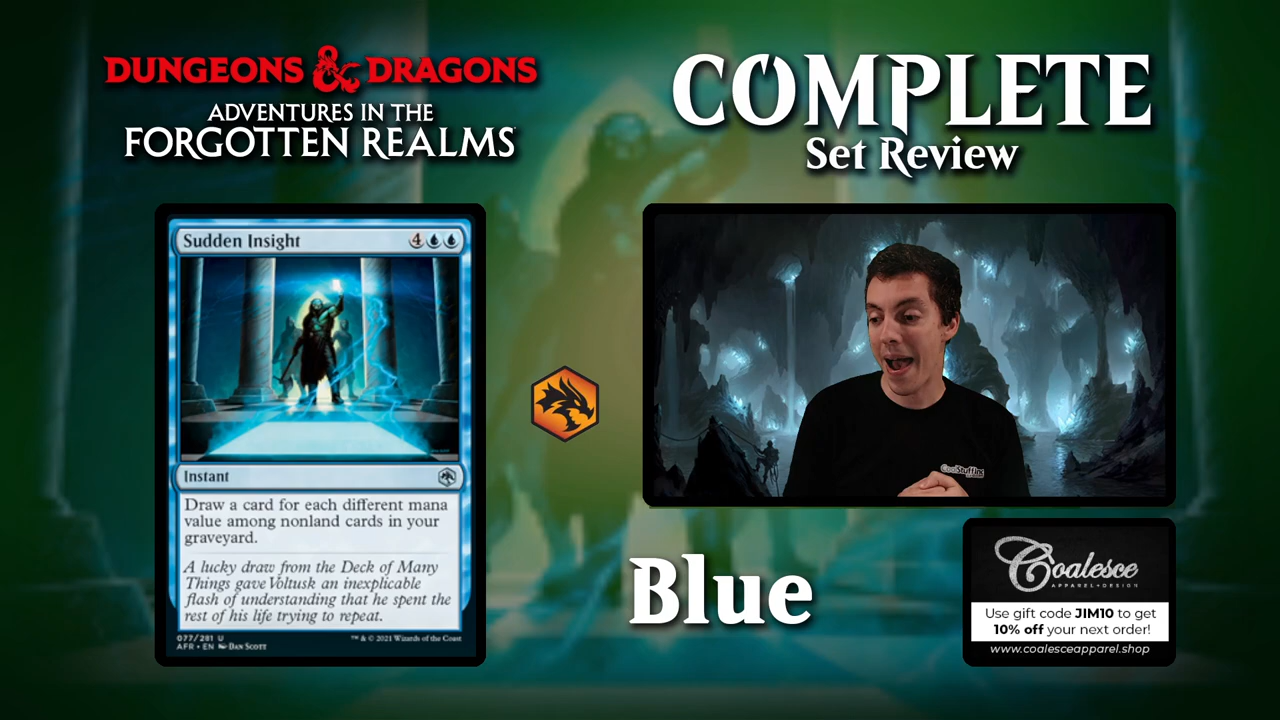 DUNGEONS & DRAGONS
ADVENTURES IN THE
FORGOTTEN REALMS
COMPLETE
Set Review
Sudden Insight 4
Instant
Draw a card for each different mana
value among nonland cards in your
graveyard.
A lucky draw from the Deck of Many
Things gave Voltusk an inexplicable
flash of understanding that he spent the
rest of his life trying to repeat.
077/281 U
AFR • EN DAN SCOTT
™ & © 2021 Wizards of the Coast
CoolStuffInc
Blue
Coalesce
APPAREL+DESIGN
Use gift code JIM10 to get
10% off your next order!
www.coalesceapparel.shop